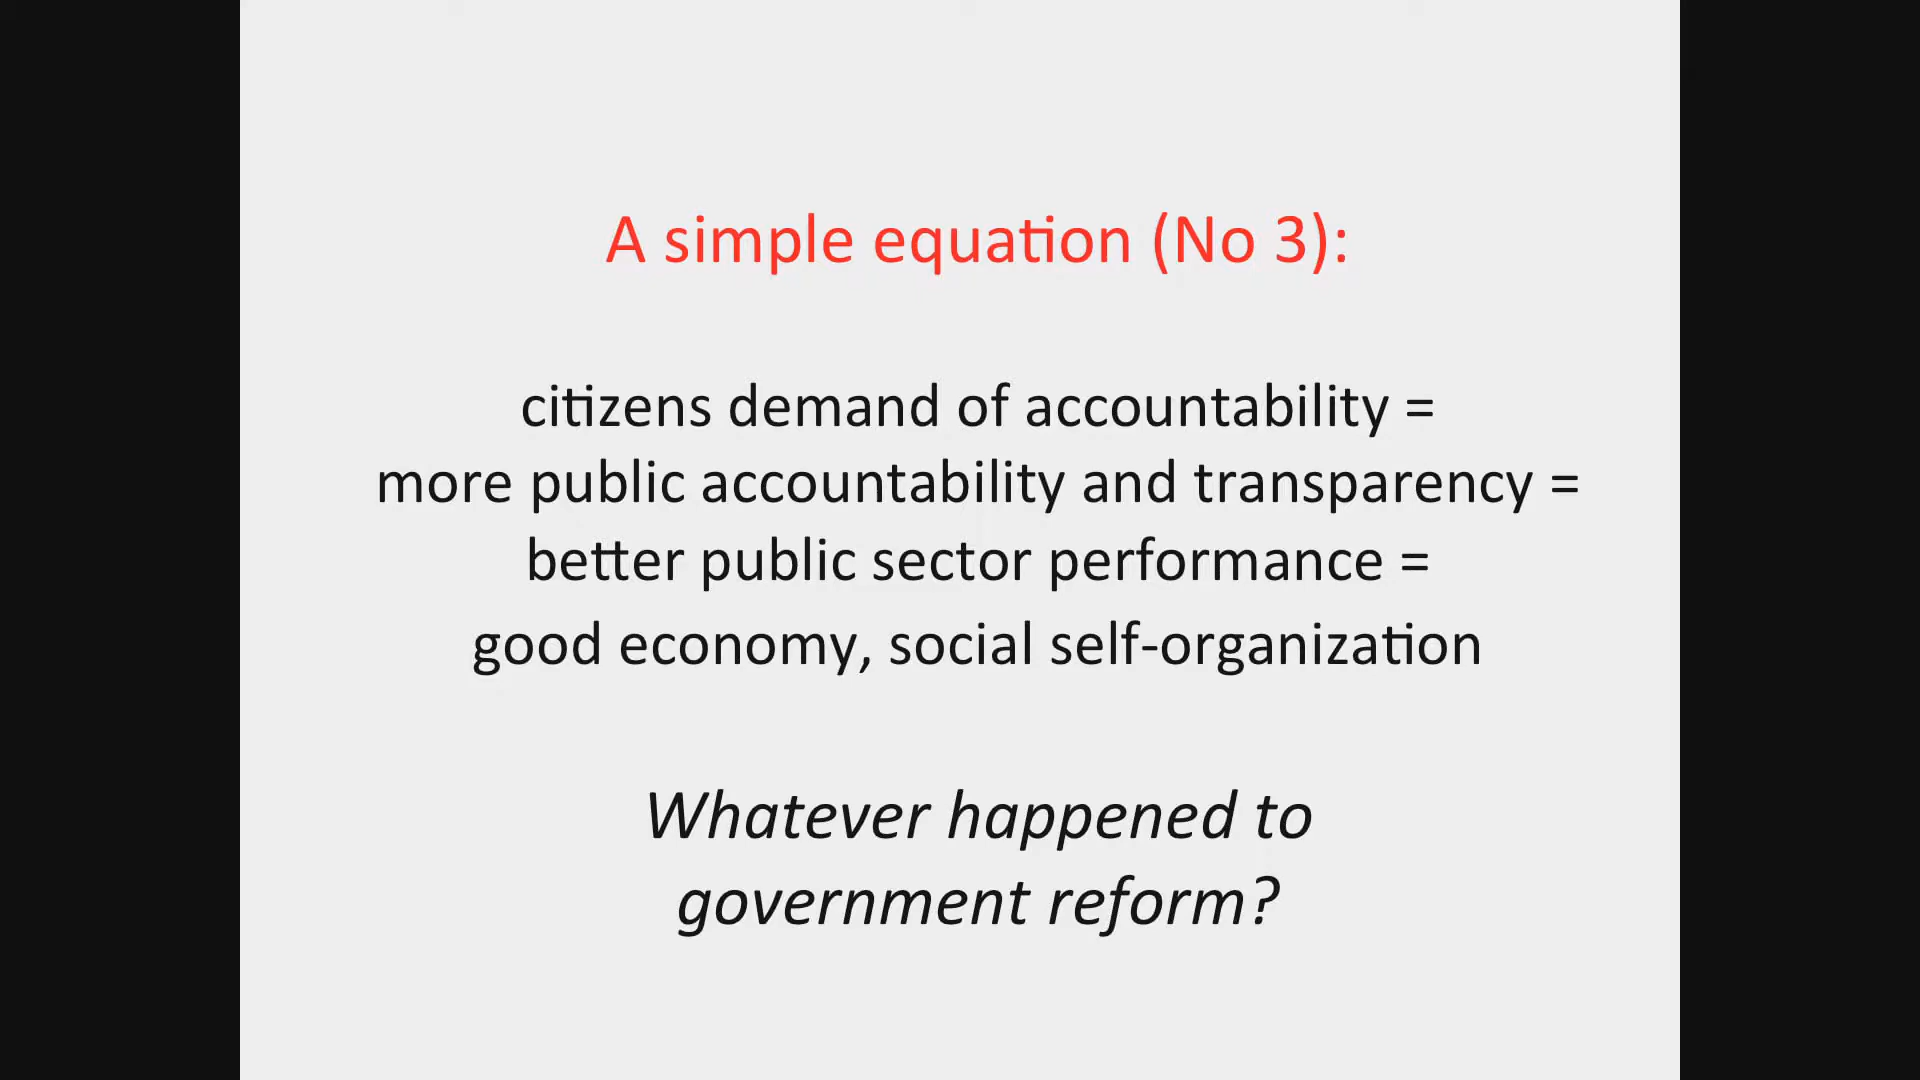 A simple equation (No 3):
citizens demand of accountability =
more public accountability and transparency =
better public sector performance =
good economy, social self-organization
Whatever happened to
government reform?